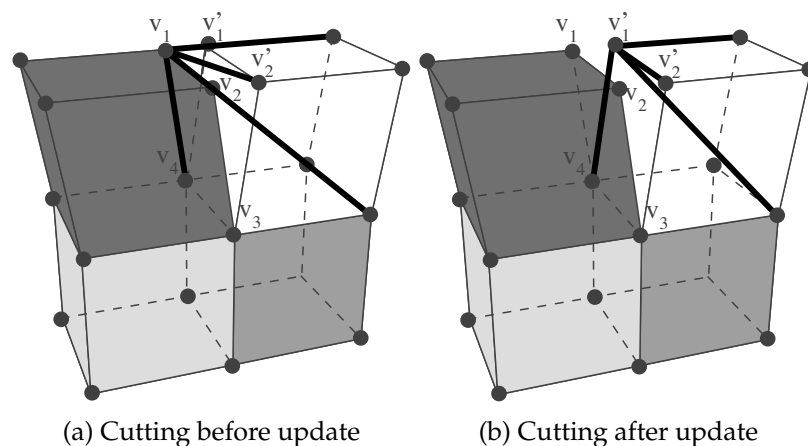 v1 v'1 v'2 v2 v4 v3
v1 v'1 v'2 v2 v4 v3
(a) Cutting before update
(b) Cutting after update